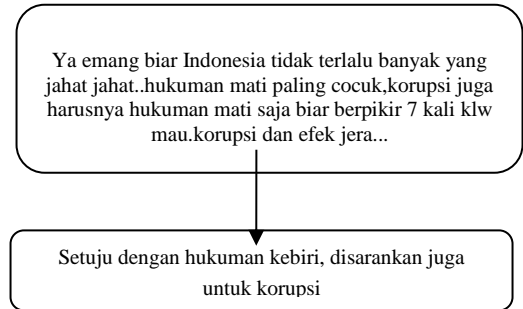 Ya emang biar Indonesia tidak terlalu banyak yang
jahat jahat..hukuman mati paling cocuk,korupsi juga
harusnya hukuman mati saja biar berpikir 7 kali klw
mau.korupsi dan efek jera...
Setuju dengan hukuman kebiri, disarankan juga
untuk korupsi